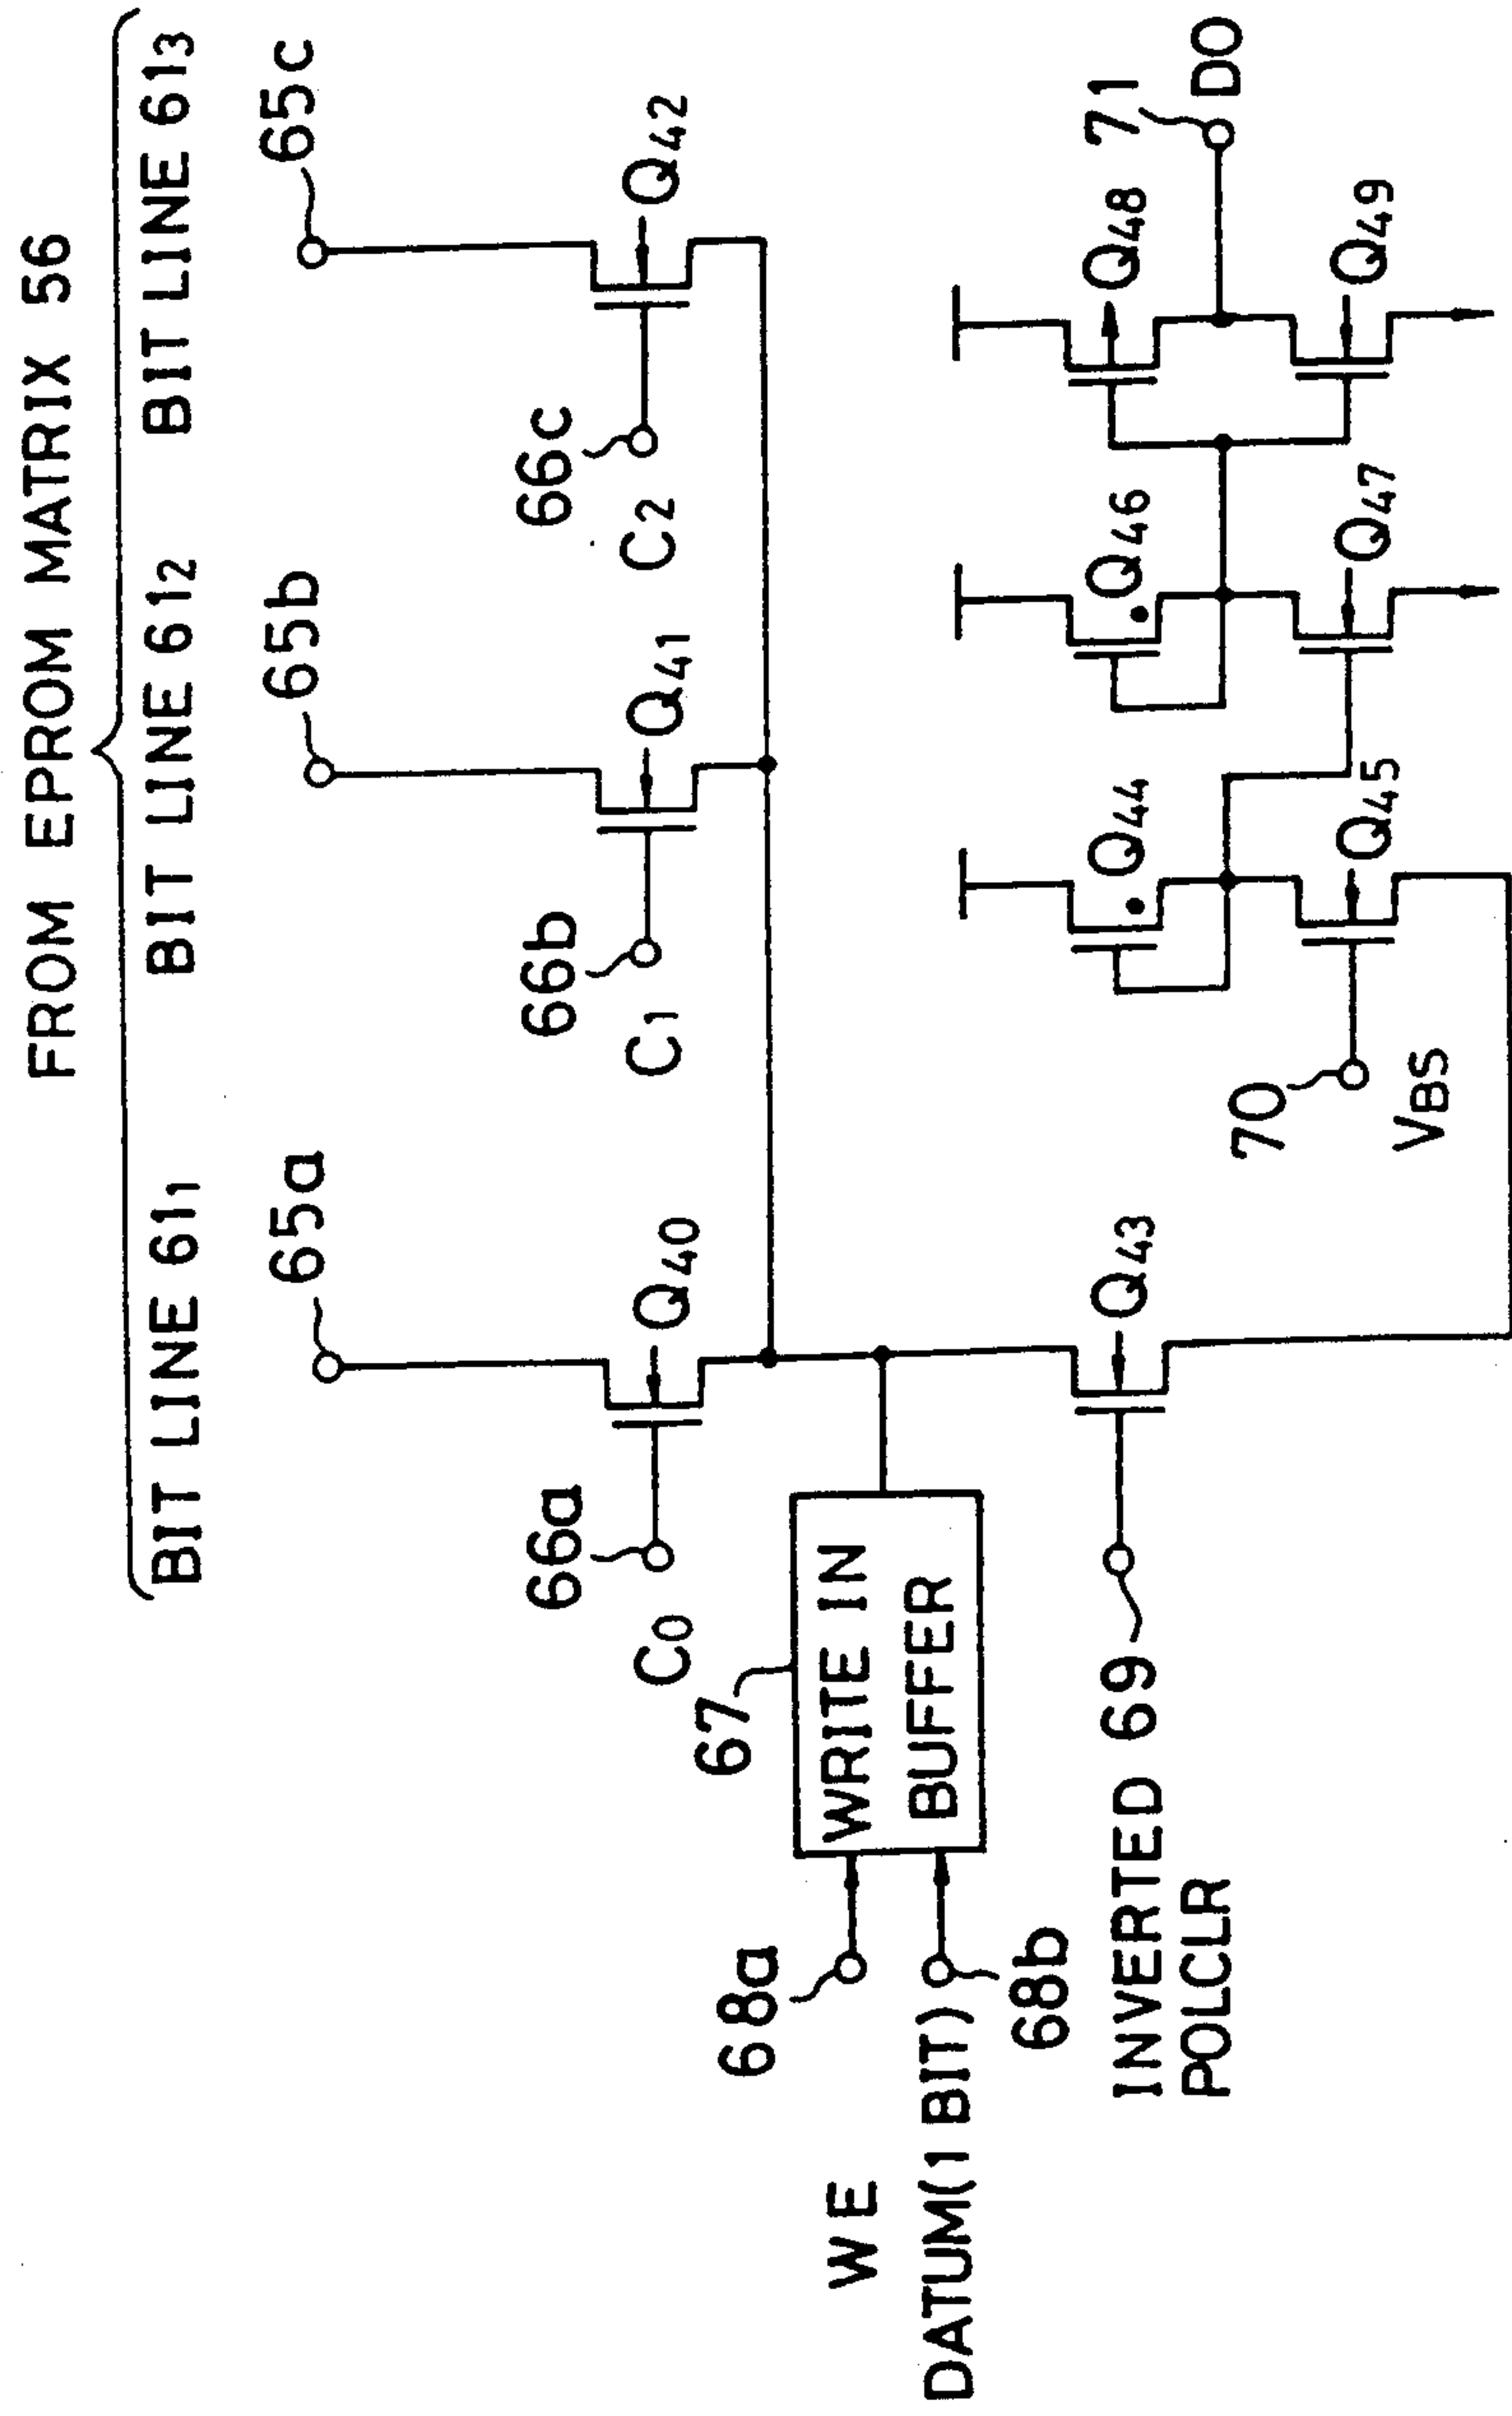 FROM EPROM MATRIX 56
BIT LINE 61₁
BIT LINE 61₂
BIT LINE 61₃
65a
65b
65c
66a
Q40
66b
Q41
66c
Q42
C0
C1
C2
67
WRITE IN
BUFFER
68a
WE
DATUM(1 BIT)
68b
INVERTED 69
POLCLR
Q43
70
VBS
Q44
Q45
Q46
Q47
Q48
Q49
71
DO